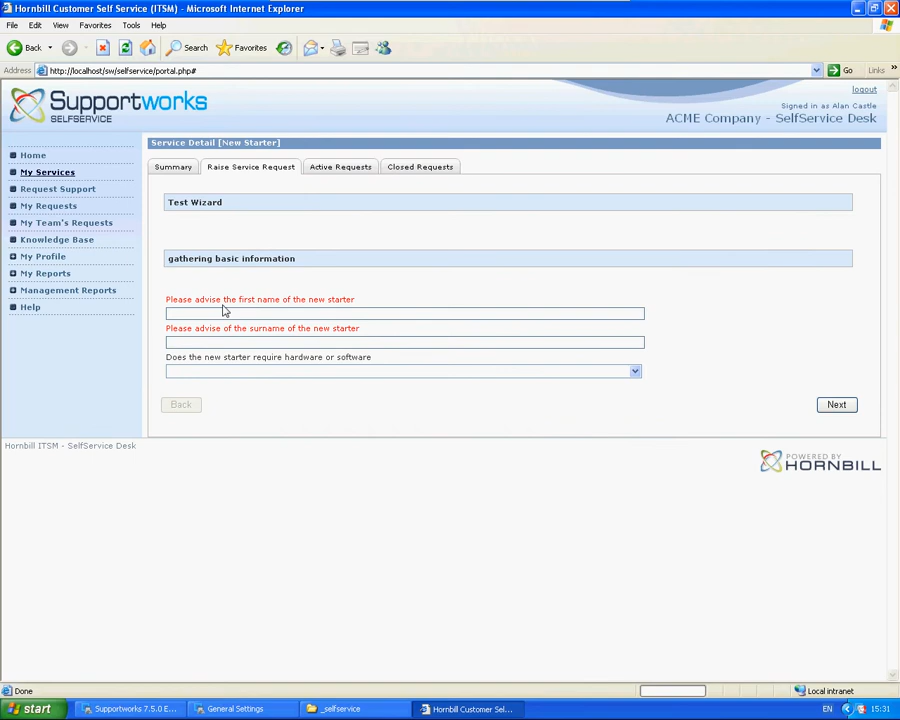 Hornbill Customer Self Service (ITSM) - Microsoft Internet Explorer
File Edit View Favorites Tools Help
Back Search Favorites
Address http://localhost/sw/selfservice/portal.php# Go Links »
Supportworks
SELFSERVICE
logout
Signed in as Alan Castle
ACME Company - SelfService Desk
Home
My Services
Request Support
My Requests
My Team's Requests
Knowledge Base
My Profile
My Reports
Management Reports
Help
Service Detail [New Starter]
Summary Raise Service Request Active Requests Closed Requests
Test Wizard
gathering basic information
Please advise the first name of the new starter
Please advise of the surname of the new starter
Does the new starter require hardware or software
Back Next
Hornbill ITSM - SelfService Desk
POWERED BY
HORNBILL
Done Local intranet
start Supportworks 7.5.0 E... General Settings _selfservice Hornbill Customer Sel... EN 15:31